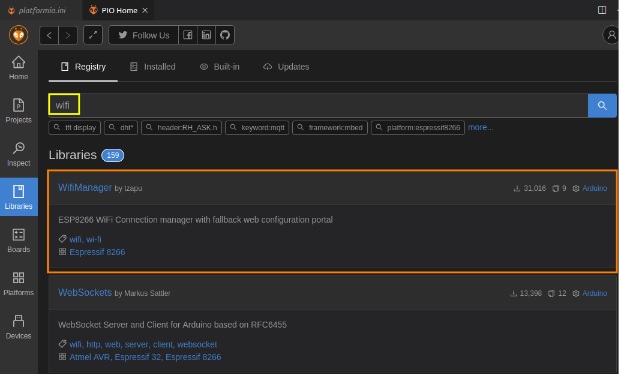 platformio.ini
PIO Home
Follow Us
Home
Projects
Inspect
Libraries
Boards
Platforms
Devices
Registry
Installed
Built-in
Updates
wifi
tft display
dht*
header:RH_ASK.h
keyword:mqtt
framework:mbed
platform:espressif8266
more...
Libraries 159
WifiManager by tzapu
31,016 9 Arduino
ESP8266 WiFi Connection manager with fallback web configuration portal
wifi, wi-fi
Espressif 8266
WebSockets by Markus Sattler
13,398 12 Arduino
WebSocket Server and Client for Arduino based on RFC6455
wifi, http, web, server, client, websocket
Atmel AVR, Espressif 32, Espressif 8266